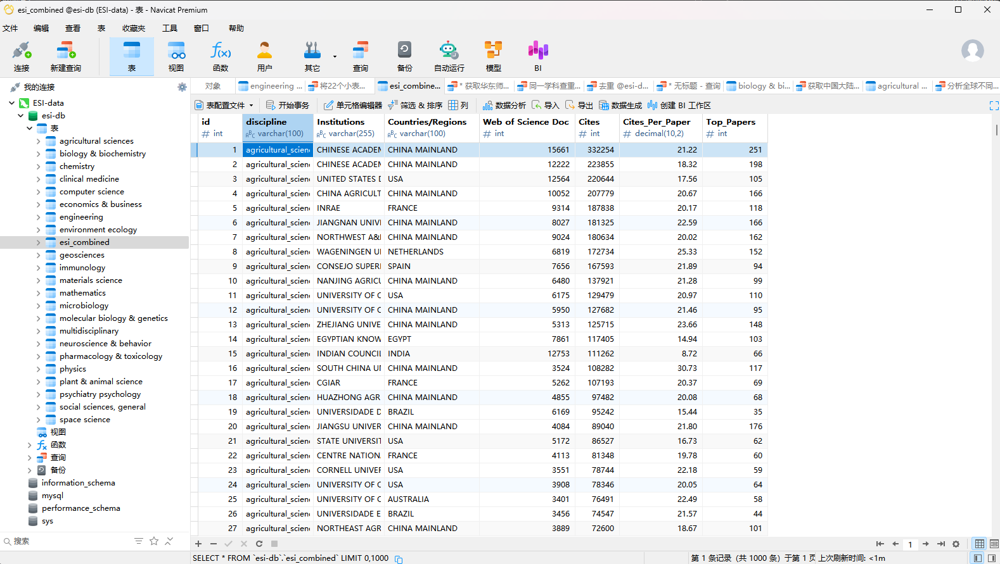 esi_combined @esi-db (ESI-data) - 表 - Navicat Premium
文件 编辑 查看 表 收藏夹 工具 窗口 帮助
连接 新建查询 表 视图 函数 用户 其它 查询 备份 自动运行 模型 BI
我的连接
对象 engineering ... 将22个小表... esi_combine... * 获取华东师... 同一学科查重... 去重 @esi-d... * 无标题 - 查询 biology & bi... 获取中国大陆... agricultural ... 分析全球不同...
表配置文件 开始事务 单元格编辑器 筛选 & 排序 列 数据分析 导入 导出 数据生成 创建 BI 工作区
ESI-data
esi-db
表
agricultural sciences
biology & biochemistry
chemistry
clinical medicine
computer science
economics & business
engineering
environment ecology
esi_combined
geosciences
immunology
materials science
mathematics
microbiology
molecular biology & genetics
multidisciplinary
neuroscience & behavior
pharmacology & toxicology
physics
plant & animal science
psychiatry psychology
social sciences, general
space science
视图
函数
查询
备份
information_schema
mysql
performance_schema
sys
搜索
id discipline Institutions Countries/Regions Web of Science Doc Cites Cites_Per_Paper Top_Papers
# int ABC varchar(100) ABC varchar(255) ABC varchar(100) # int # int # decimal(10,2) # int
1 agricultural_scien CHINESE ACADEM CHINA MAINLAND 15661 332254 21.22 251
2 agricultural_scien CHINESE ACADEM CHINA MAINLAND 12222 223855 18.32 198
3 agricultural_scien UNITED STATES D USA 12564 220644 17.56 105
4 agricultural_scien CHINA AGRICULT CHINA MAINLAND 10052 207779 20.67 166
5 agricultural_scien INRAE FRANCE 9314 187838 20.17 118
6 agricultural_scien JIANGNAN UNIV CHINA MAINLAND 8027 181325 22.59 166
7 agricultural_scien NORTHWEST A& CHINA MAINLAND 9024 180634 20.02 162
8 agricultural_scien WAGENINGEN U NETHERLANDS 6819 172734 25.33 152
9 agricultural_scien CONSEJO SUPERI SPAIN 7656 167593 21.89 94
10 agricultural_scien NANJING AGRICU CHINA MAINLAND 6480 137921 21.28 99
11 agricultural_scien UNIVERSITY OF C USA 6175 129479 20.97 110
12 agricultural_scien UNIVERSITY OF C CHINA MAINLAND 5950 127682 21.46 95
13 agricultural_scien ZHEJIANG UNIVE CHINA MAINLAND 5313 125715 23.66 148
14 agricultural_scien EGYPTIAN KNOW EGYPT 7861 117405 14.94 103
15 agricultural_scien INDIAN COUNCIL INDIA 12753 111262 8.72 66
16 agricultural_scien SOUTH CHINA U CHINA MAINLAND 3524 108282 30.73 117
17 agricultural_scien CGIAR FRANCE 5262 107193 20.37 69
18 agricultural_scien HUAZHONG AGR CHINA MAINLAND 4855 97482 20.08 68
19 agricultural_scien UNIVERSIDADE D BRAZIL 6169 95242 15.44 35
20 agricultural_scien JIANGSU UNIVER CHINA MAINLAND 4084 89040 21.80 176
21 agricultural_scien STATE UNIVERSIT USA 5172 86527 16.73 62
22 agricultural_scien CENTRE NATION FRANCE 4113 81348 19.78 60
23 agricultural_scien CORNELL UNIVER USA 3551 78744 22.18 59
24 agricultural_scien UNIVERSITY OF C USA 3908 78346 20.05 64
25 agricultural_scien UNIVERSITY OF C AUSTRALIA 3401 76491 22.49 58
26 agricultural_scien UNIVERSIDADE E BRAZIL 3456 74547 21.57 44
27 agricultural_scien NORTHEAST AGR CHINA MAINLAND 3889 72600 18.67 101
1
SELECT * FROM `esi-db`.`esi_combined` LIMIT 0,1000
第 1 条记录（共 1000 条）于第 1 页 上次刷新时间: <1m